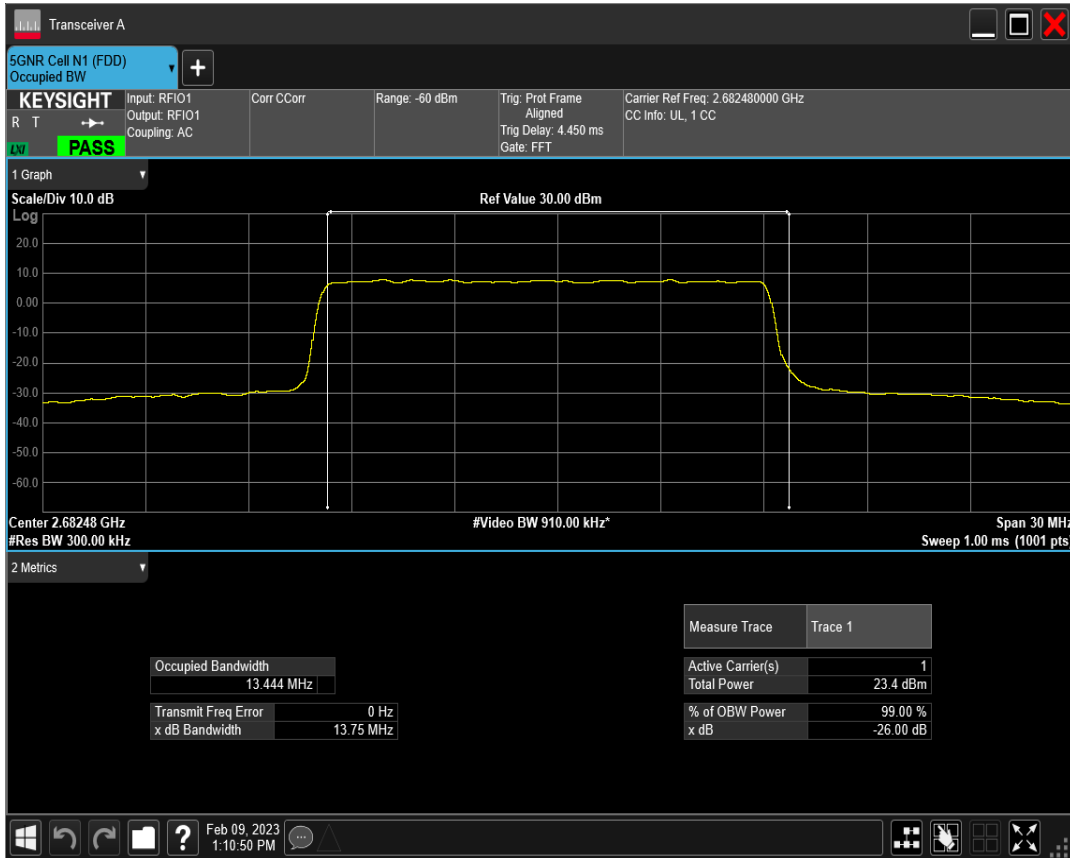 Transceiver A
5GNR Cell N1 (FDD)
Occupied BW
+
KEYSIGHT
R T
LXI
PASS
Input: RFIO1
Output: RFIO1
Coupling: AC
Corr CCorr
Range: -60 dBm
Trig: Prot Frame
Aligned
Trig Delay: 4.450 ms
Gate: FFT
Carrier Ref Freq: 2.682480000 GHz
CC Info: UL, 1 CC
1 Graph
Scale/Div 10.0 dB
Ref Value 30.00 dBm
Log
20.0
10.0
0.00
-10.0
-20.0
-30.0
-40.0
-50.0
-60.0
Center 2.68248 GHz
#Video BW 910.00 kHz*
Span 30 MHz
#Res BW 300.00 kHz
Sweep 1.00 ms (1001 pts)
2 Metrics
Measure Trace Trace 1
Occupied Bandwidth
13.444 MHz
Active Carrier(s) 1
Total Power 23.4 dBm
Transmit Freq Error 0 Hz
x dB Bandwidth 13.75 MHz
% of OBW Power 99.00 %
x dB -26.00 dB
?
Feb 09, 2023
1:10:50 PM